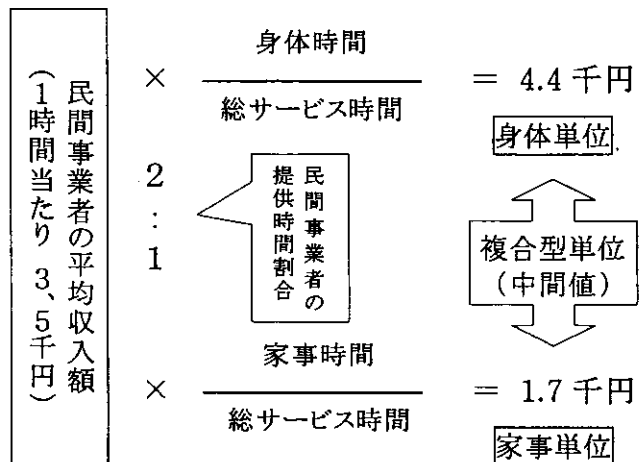 民間事業者の平均収入額
(1時間当たり 3、5千円)
× 身体時間
総サービス時間
= 4.4 千円
身体単位
2:1
民間事業者の
提供時間割合
複合型単位
(中間値)
× 家事時間
総サービス時間
= 1.7 千円
家事単位